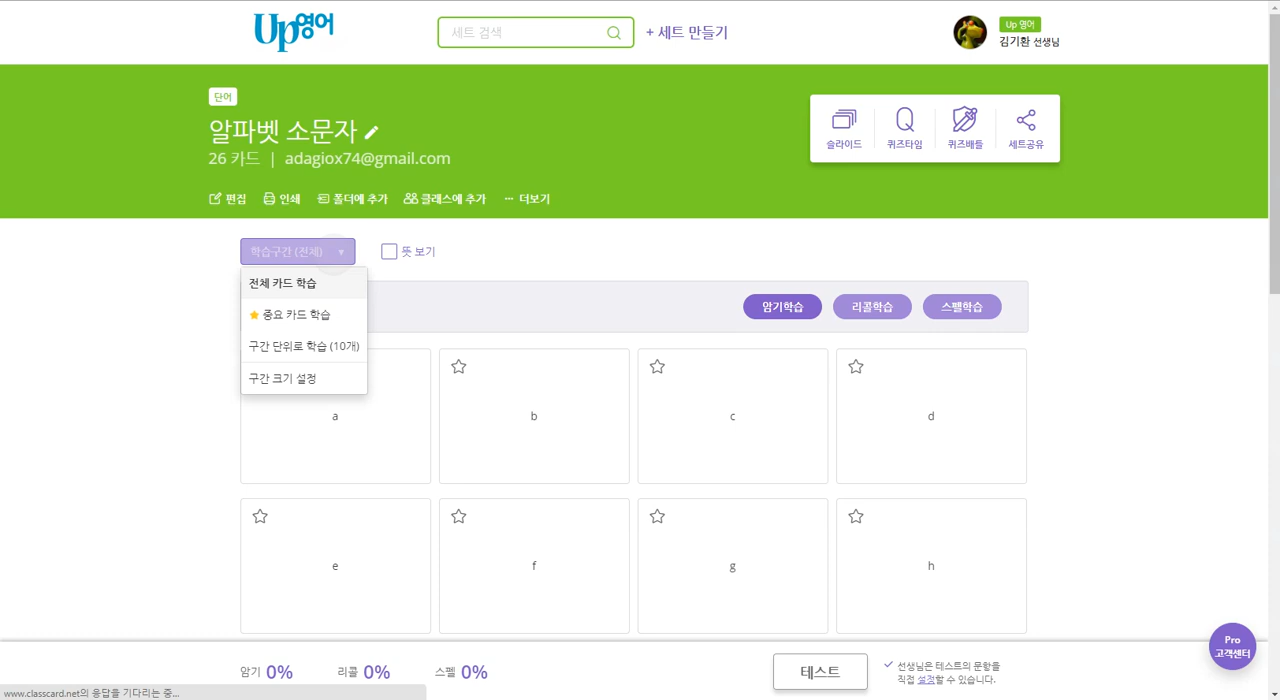 Up영어
세트 검색
+ 세트 만들기
Up 영어
김기환 선생님
단어
알파벳 소문자
26 카드 | adagiox74@gmail.com
슬라이드
퀴즈타임
퀴즈배틀
세트공유
편집
인쇄
폴더에 추가
클래스에 추가
··· 더보기
학습구간 (전체) ▼
뜻 보기
전체 카드 학습
중요 카드 학습
구간 단위로 학습 (10개)
구간 크기 설정
암기학습
리콜학습
스펠학습
a
b
c
d
e
f
g
h
Pro
고객센터
암기 0%
리콜 0%
스펠 0%
테스트
선생님은 테스트의 문항을
직접 설정할 수 있습니다.
www.classcard.net의 응답을 기다리는 중...